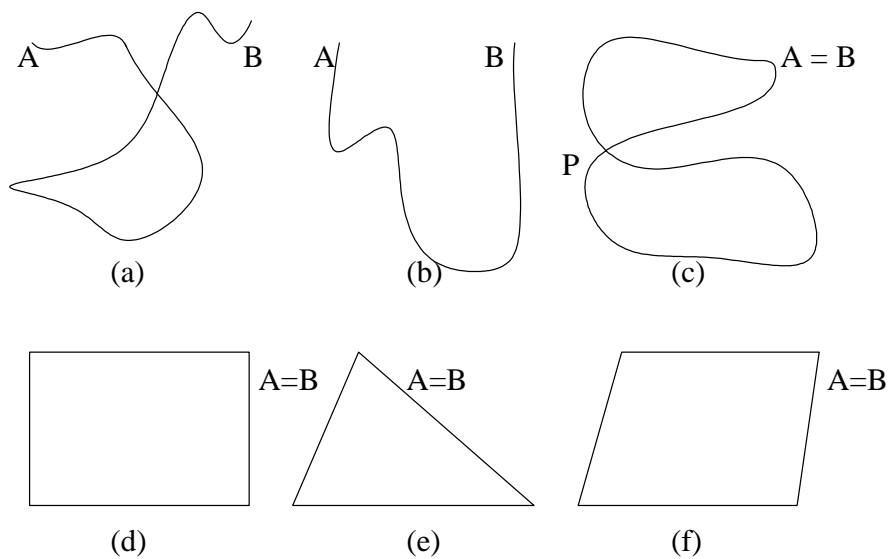 A B A B A = B
P
(a) (b) (c)
A=B A=B A=B
(d) (e) (f)